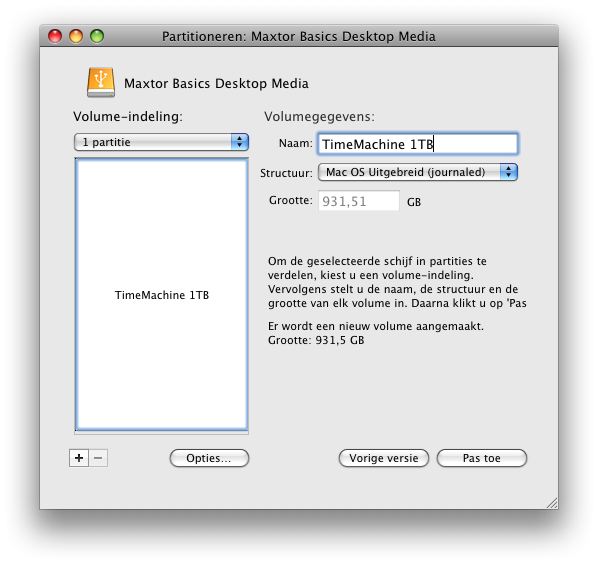 Partitioneren: Maxtor Basics Desktop Media
Maxtor Basics Desktop Media
Volume-indeling:
1 partitie
TimeMachine 1TB
Volumegegevens:
Naam: TimeMachine 1TB
Structuur: Mac OS Uitgebreid (journaled)
Grootte: 931,51 GB
Om de geselecteerde schijf in partities te
verdelen, kiest u een volume-indeling.
Vervolgens stelt u de naam, de structuur en de
grootte van elk volume in. Daarna klikt u op 'Pas
Er wordt een nieuw volume aangemaakt.
Grootte: 931,5 GB
+ −
Opties...
Vorige versie
Pas toe